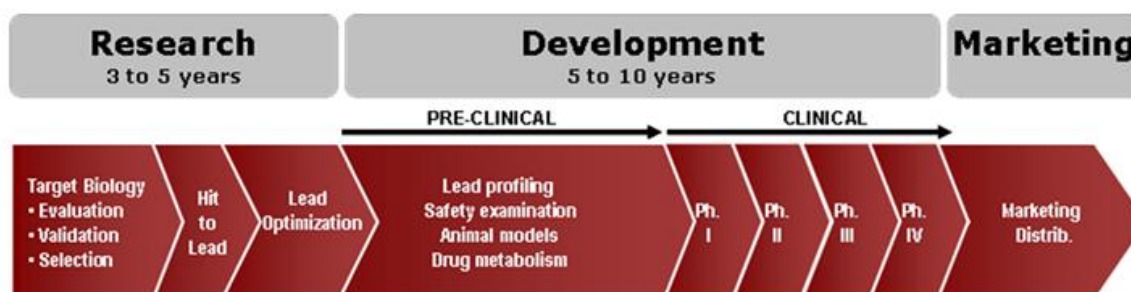 Research
3 to 5 years
Development
5 to 10 years
Marketing
PRE-CLINICAL
CLINICAL
Target Biology
• Evaluation
• Validation
• Selection
Hit
to
Lead
Lead
Optimization
Lead profiling
Safety examination
Animal models
Drug metabolism
Ph.
I
Ph.
II
Ph.
III
Ph.
IV
Marketing
Distrib.